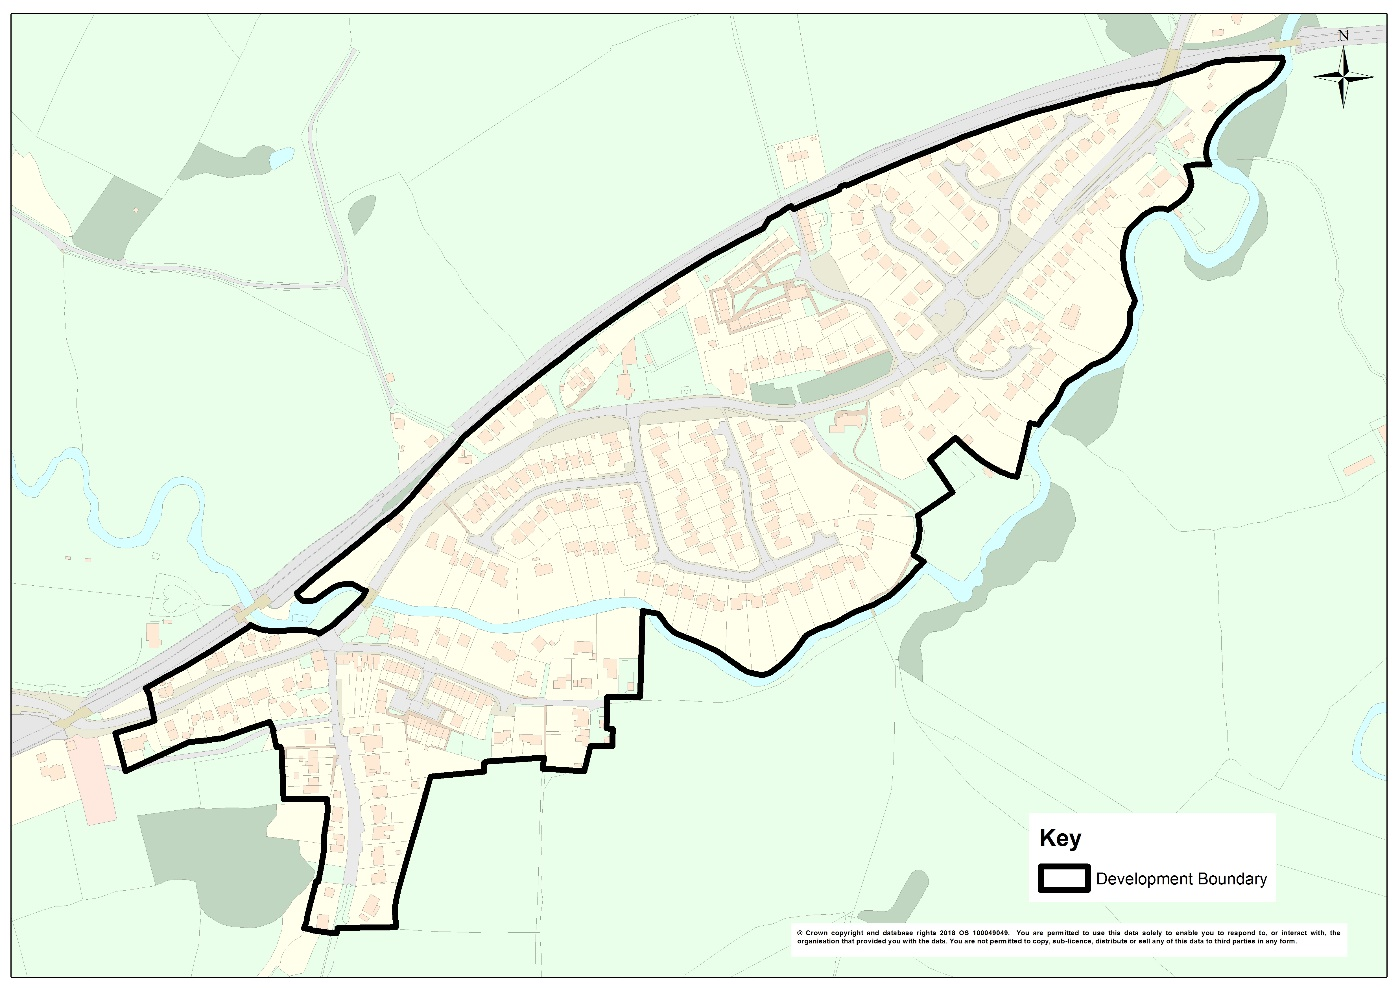 N
Key
Development Boundary
© Crown copyright and database rights 2018 OS 100049049. You are permitted to use this data solely to enable you to respond to, or interact with, the
organisation that provided you with the data. You are not permitted to copy, sub-licence, distribute or sell any of this data to third parties in any form.